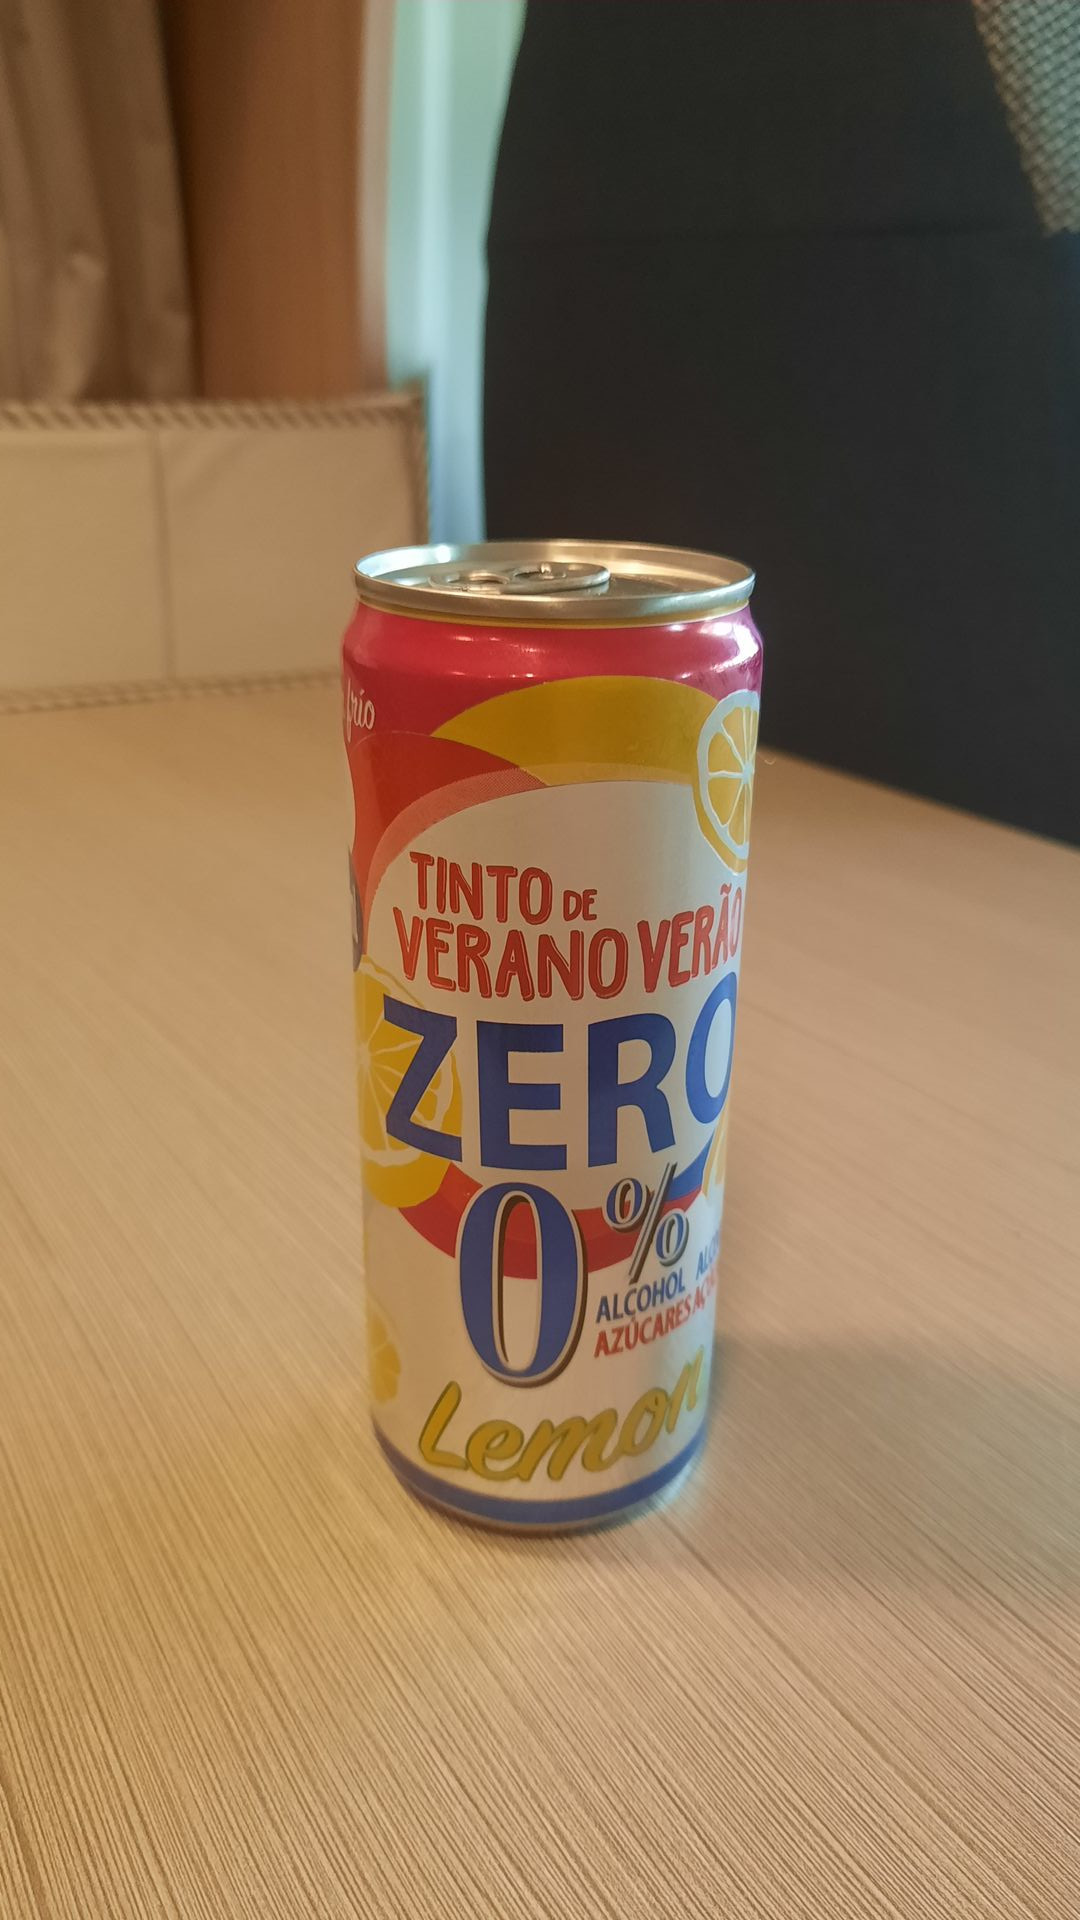 frío
TINTO DE
VERANO VERÃO
ZERO
0%
ALCOHOL
AZÚCARES
Lemon